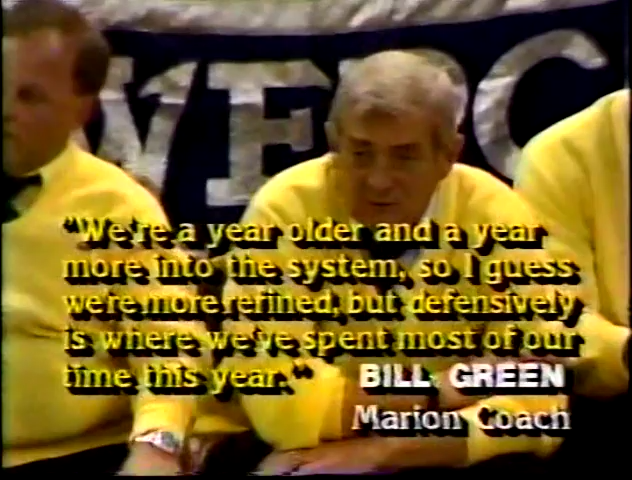 WE C
"We're a year older and a year
more into the system, so I guess
we're more refined, but defensively
is where we've spent most of our
time this year."
BILL GREEN
Marion Coach